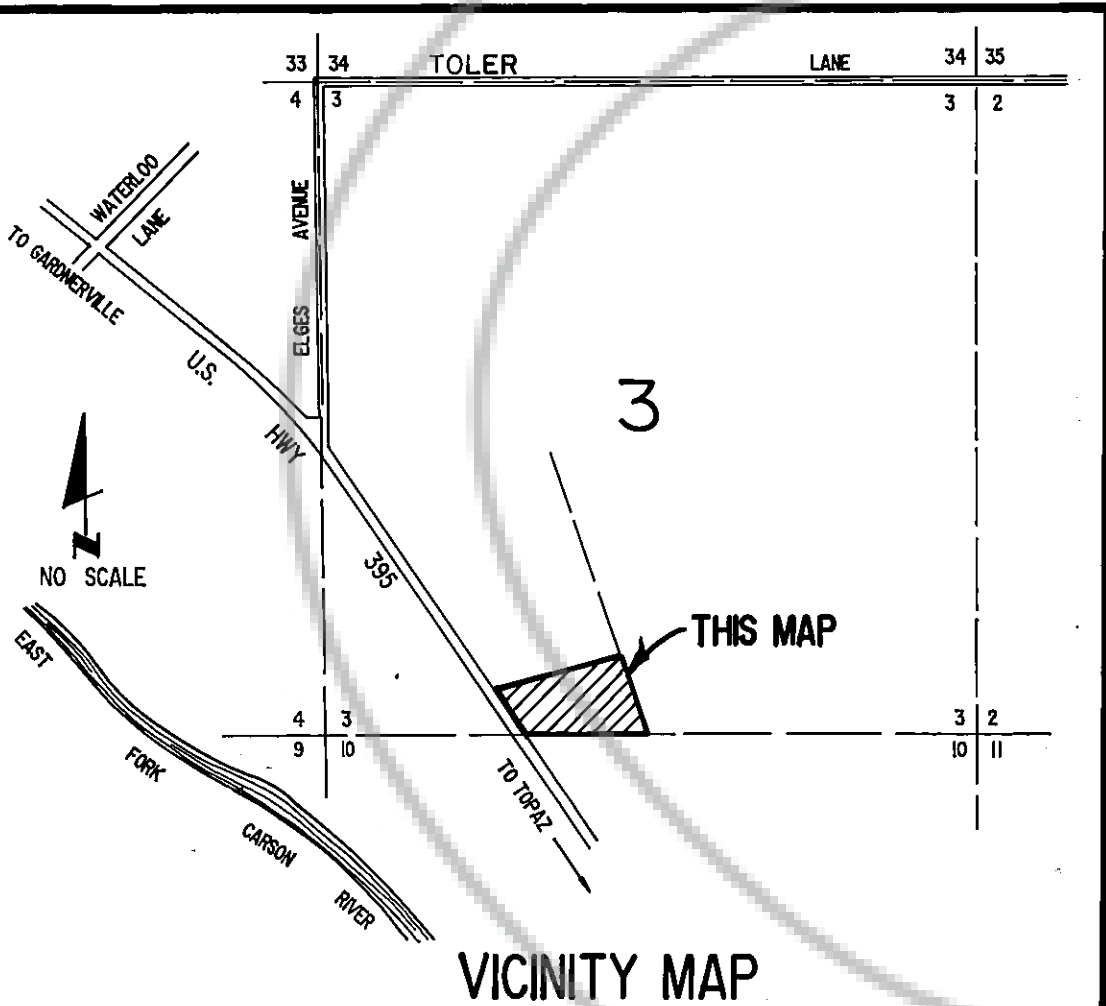 33 34 TOLER LANE 34 35
4 3 3 2
WATERLOO
LANE
TO GARDNERVILLE
ELGES AVENUE
U.S.
HWY
395
3
Z
NO SCALE
THIS MAP
EAST
FORK
CARSON
RIVER
4 3 3 2
9 10 10 11
TO TOPAZ
VICINITY MAP